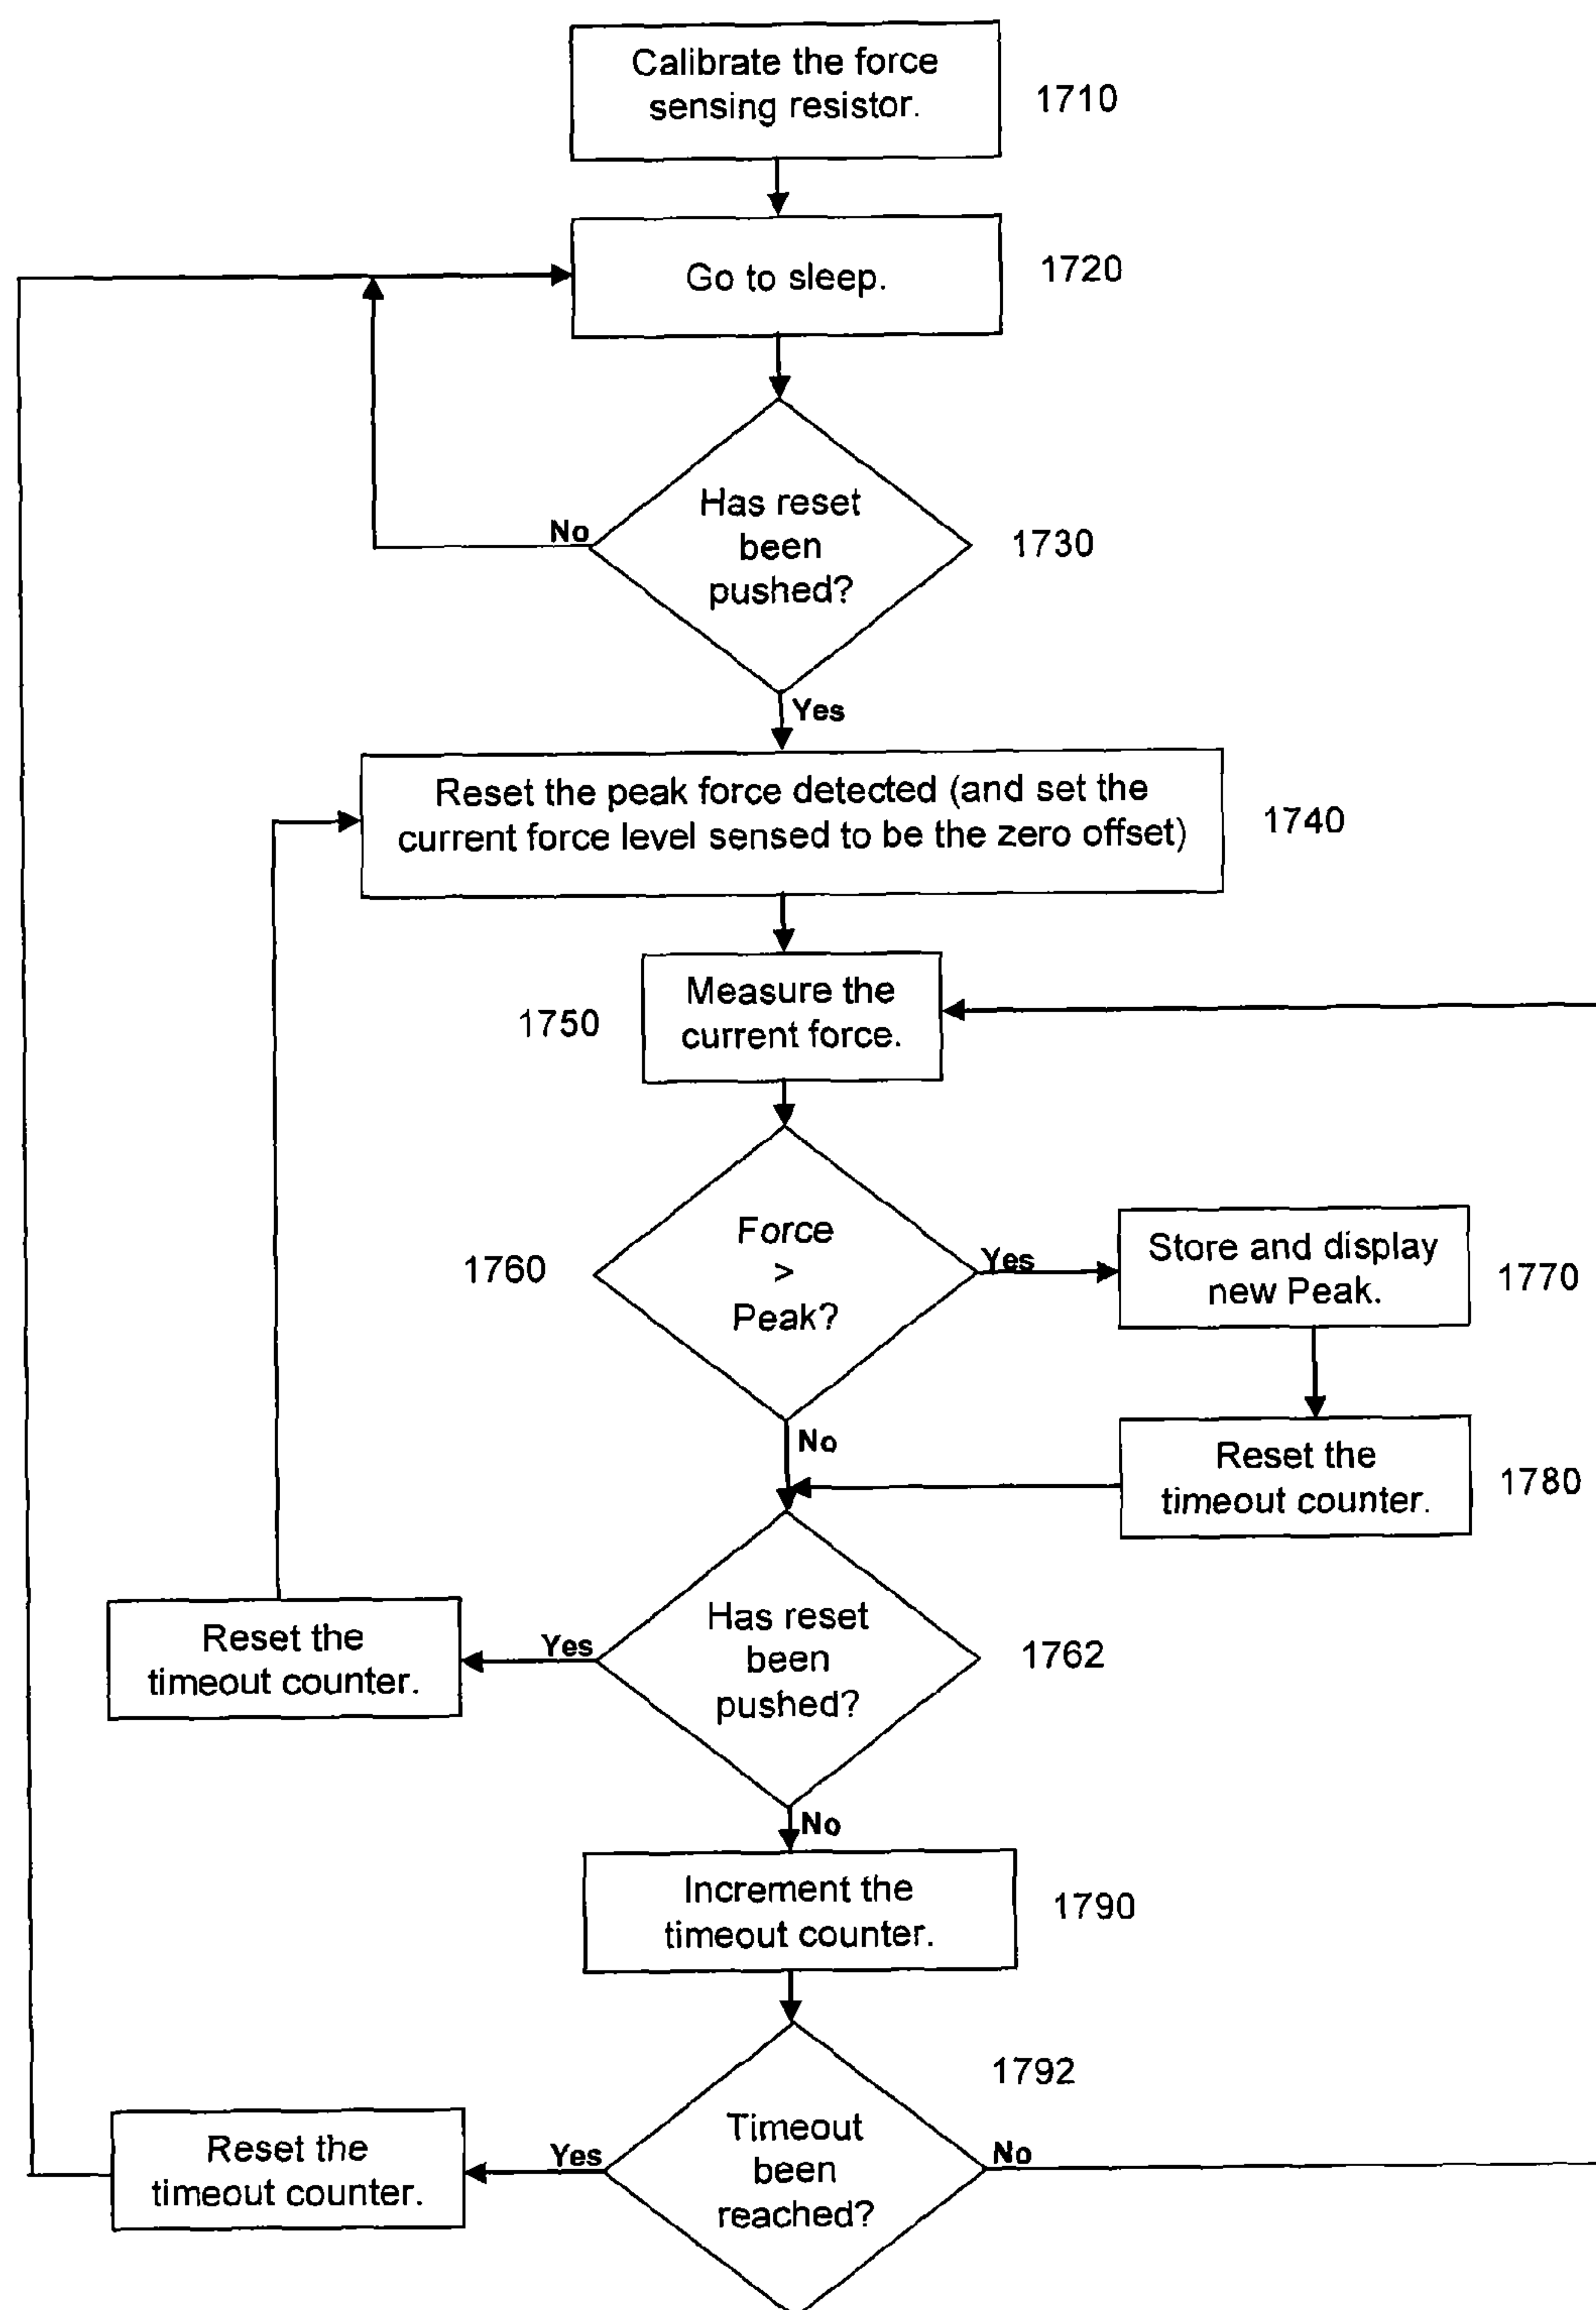 Calibrate the force
sensing resistor.
1710
Go to sleep.
1720
Has reset
been
pushed?
1730
No
Yes
Reset the peak force detected (and set the
current force level sensed to be the zero offset)
1740
Measure the
current force.
1750
Force
>
Peak?
1760
Yes
Store and display
new Peak.
1770
No
Reset the
timeout counter.
1780
Has reset
been
pushed?
1762
Yes
Reset the
timeout counter.
No
Increment the
timeout counter.
1790
1792
Timeout
been
reached?
Yes
Reset the
timeout counter.
No